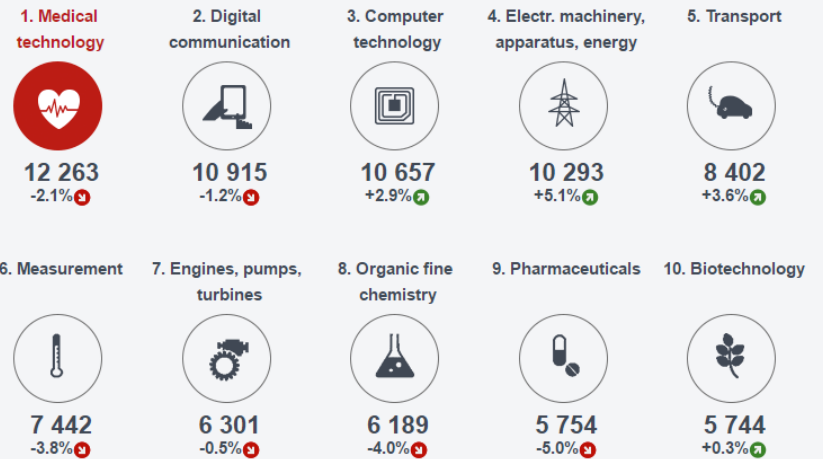 1. Medical technology
12 263
-2.1%
2. Digital communication
10 915
-1.2%
3. Computer technology
10 657
+2.9%
4. Electr. machinery, apparatus, energy
10 293
+5.1%
5. Transport
8 402
+3.6%
6. Measurement
7 442
-3.8%
7. Engines, pumps, turbines
6 301
-0.5%
8. Organic fine chemistry
6 189
-4.0%
9. Pharmaceuticals
5 754
-5.0%
10. Biotechnology
5 744
+0.3%